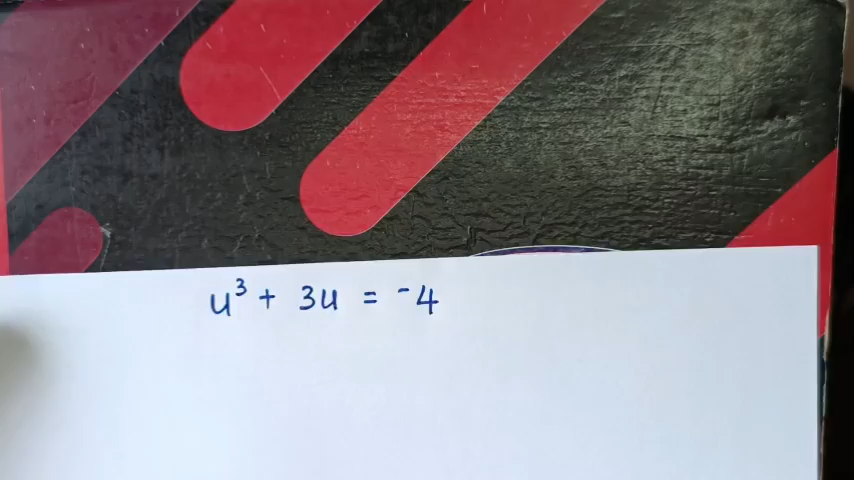 u³ + 3u = -4